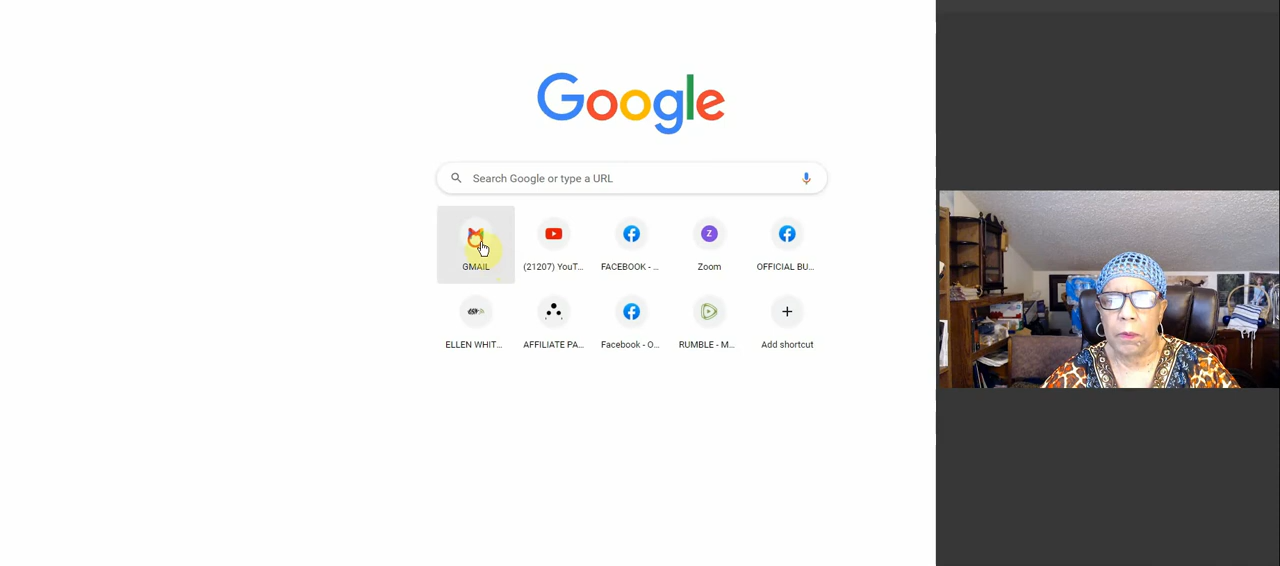 Google
Search Google or type a URL
GMAIL
(21207) YouT...
FACEBOOK - ...
Z
Zoom
OFFICIAL BU...
ELLEN WHIT...
AFFILIATE PA...
Facebook - O...
RUMBLE - M...
Add shortcut